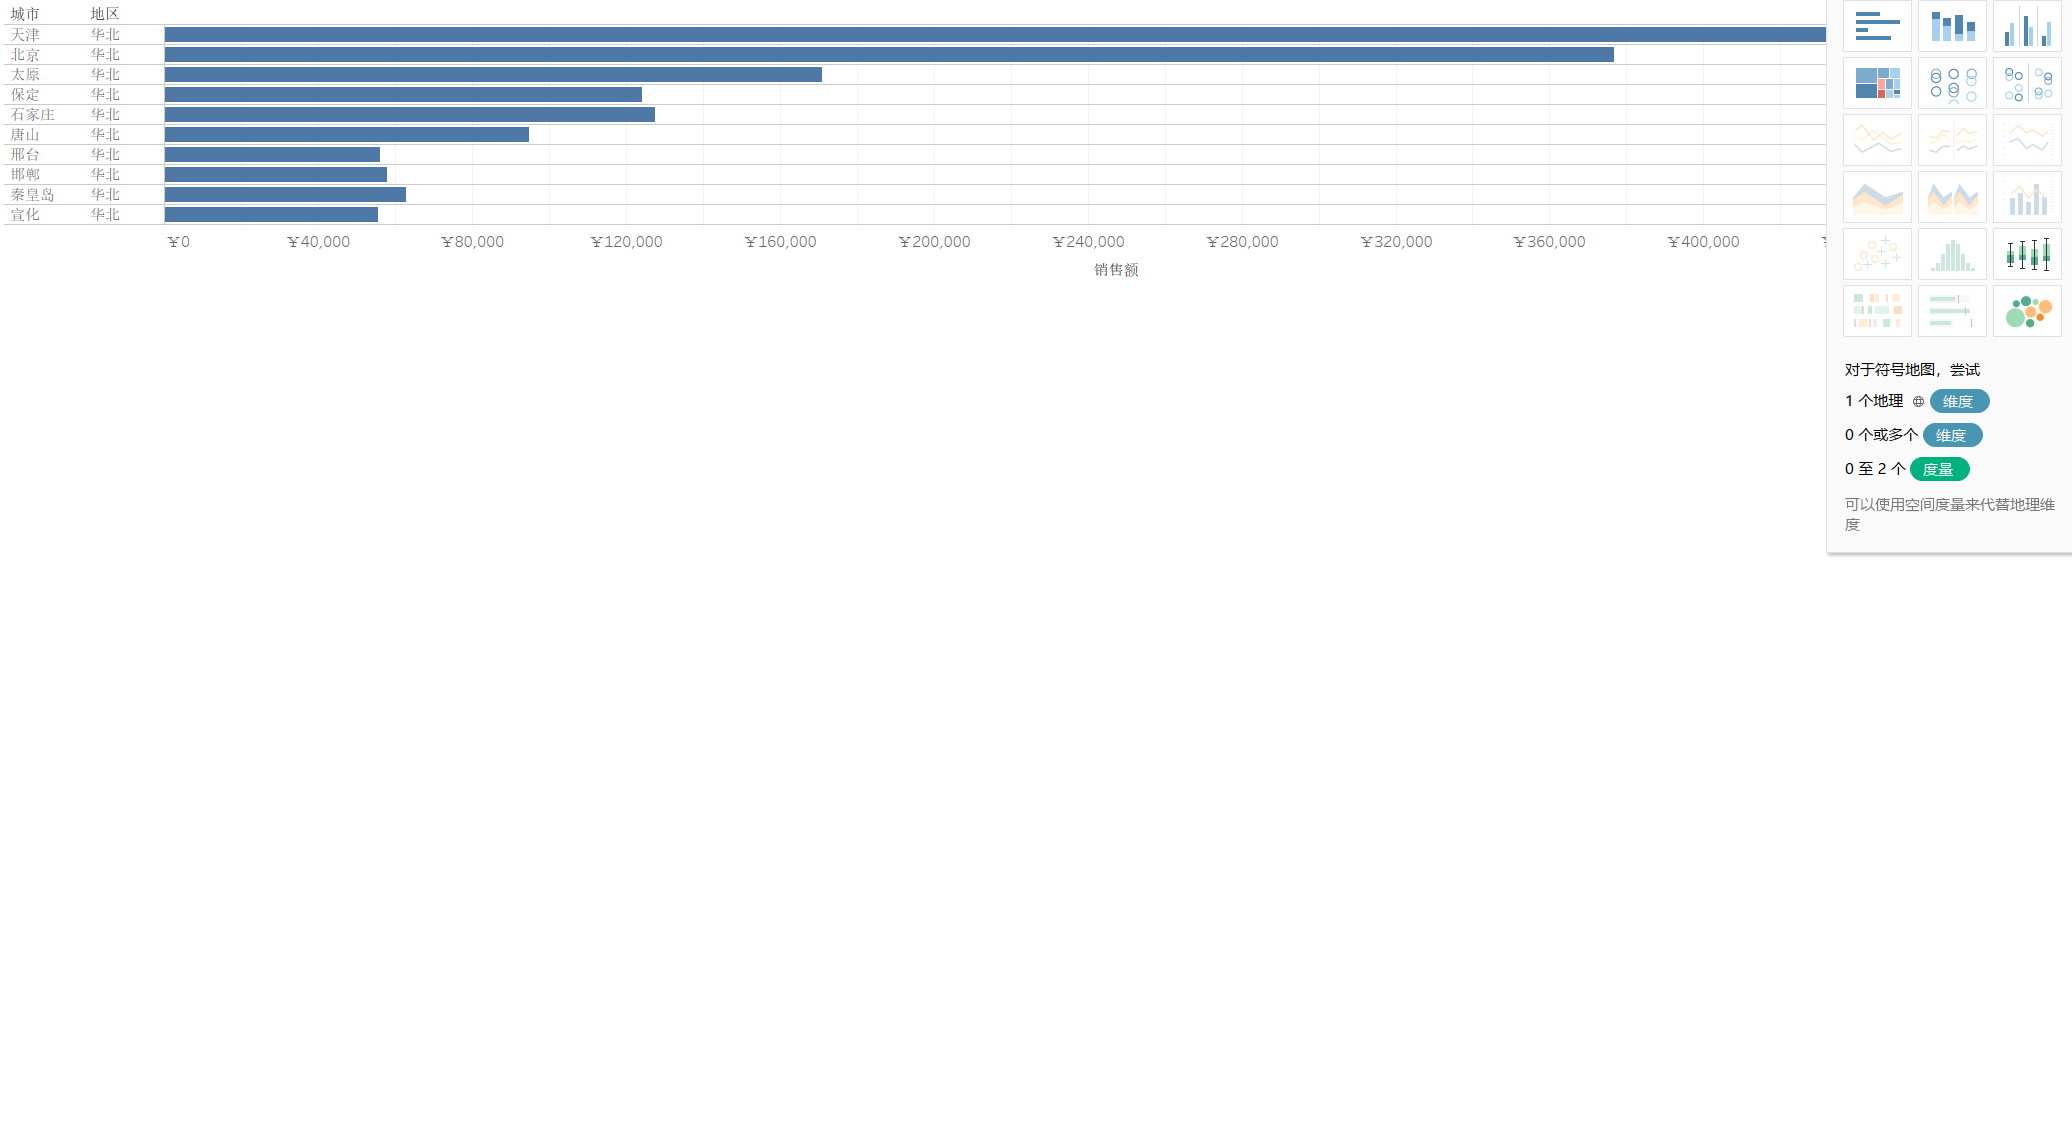 城市 地区
天津 华北
北京 华北
太原 华北
保定 华北
石家庄 华北
唐山 华北
邢台 华北
邯郸 华北
秦皇岛 华北
宣化 华北
¥0 ¥40,000 ¥80,000 ¥120,000 ¥160,000 ¥200,000 ¥240,000 ¥280,000 ¥320,000 ¥360,000 ¥400,000
销售额
对于符号地图，尝试
1 个地理 维度
0 个或多个 维度
0 至 2 个 度量
可以使用空间度量来代替地理维
度